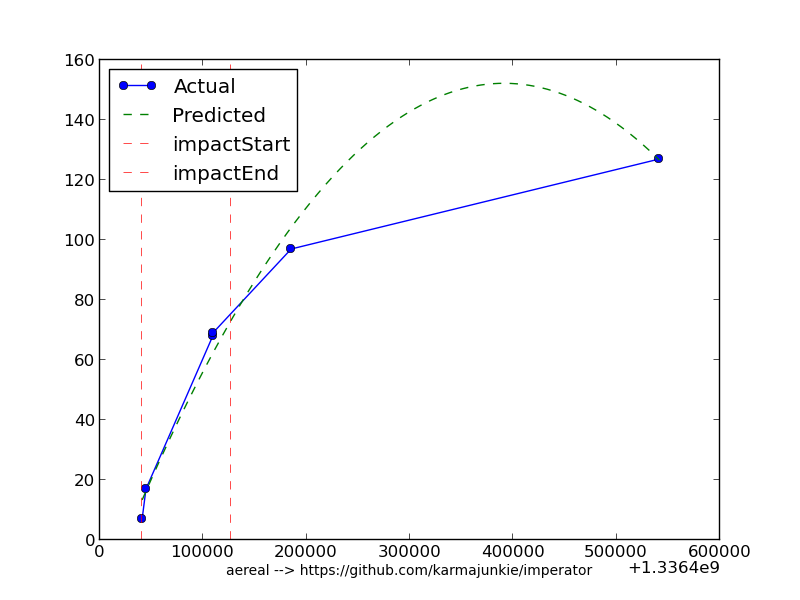 160
140
120
100
80
60
40
20
0
Actual
Predicted
impactStart
impactEnd
0 100000 200000 300000 400000 500000 600000
+1.3364e9
aereal --> https://github.com/karmajunkie/imperator